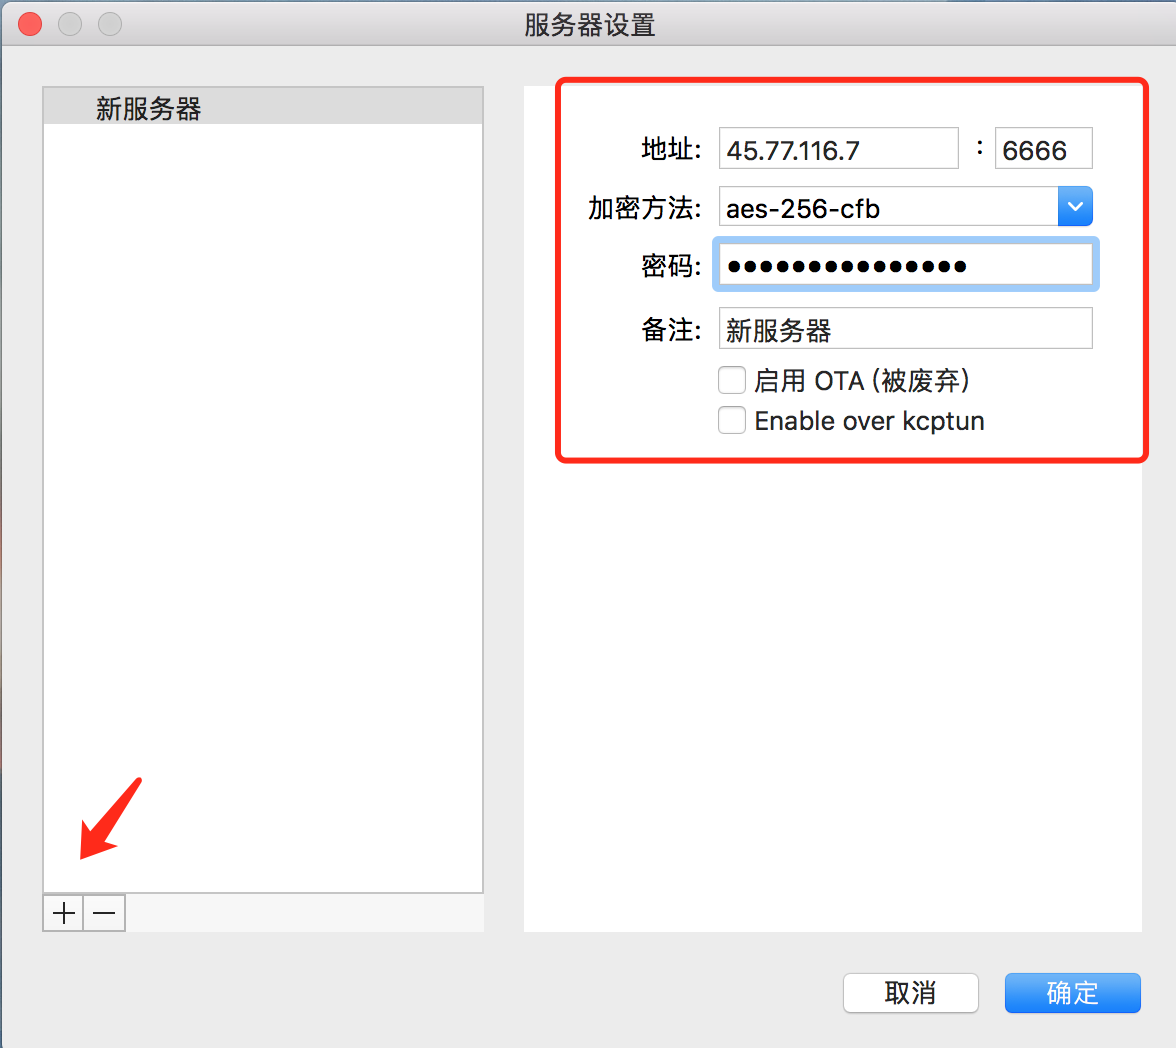 服务器设置
新服务器
地址: 45.77.116.7 : 6666
加密方法: aes-256-cfb
密码: ●●●●●●●●●●●●●●●
备注: 新服务器
启用 OTA (被废弃)
Enable over kcptun
取消 确定